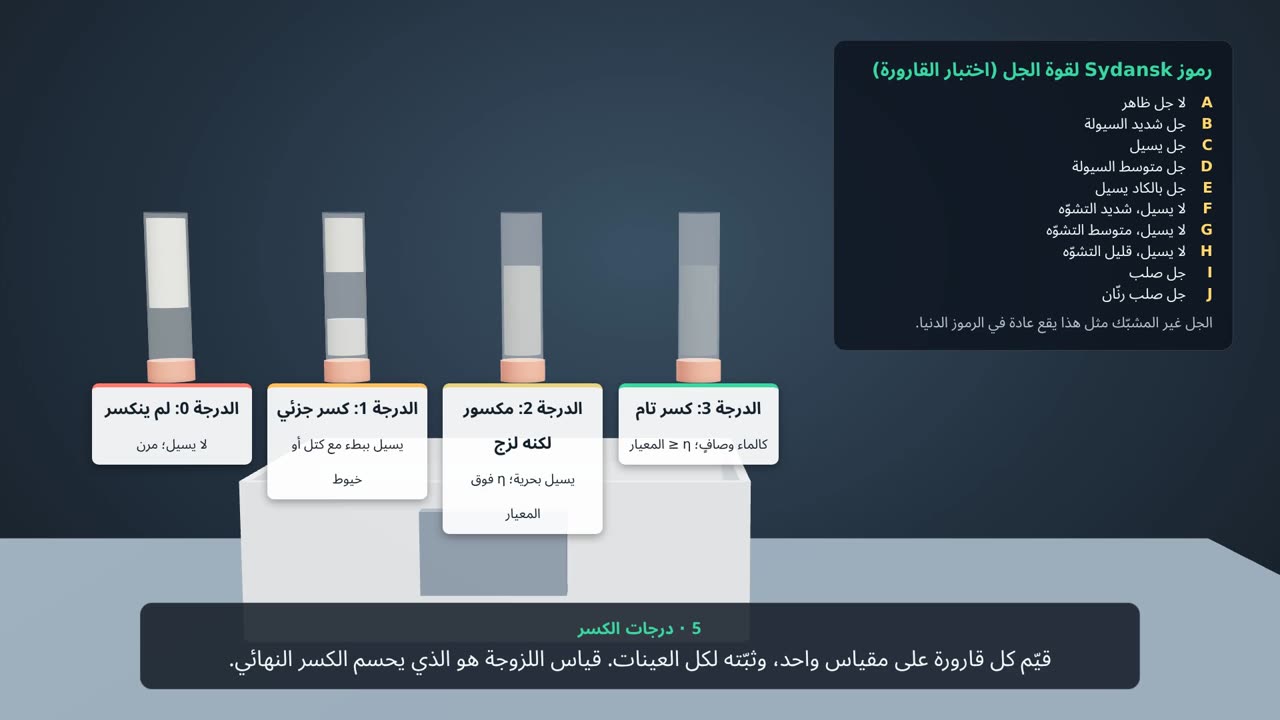 رموز Sydansk لقوة الجل (اختبار القارورة)
A لا جل ظاهر
B جل شديد السيولة
C جل يسيل
D جل متوسط السيولة
E جل بالكاد يسيل
F لا يسيل، شديد التشوّه
G لا يسيل، متوسط التشوّه
H لا يسيل، قليل التشوّه
I جل صلب
J جل صلب رنّان
الجل غير المشبّك مثل هذا يقع عادة في الرموز الدنيا.
الدرجة 3: كسر تام
كالماء وصافٍ؛ η ≤ المعيار
الدرجة 2: مكسور
لكنه لزج
يسيل بحرية؛ η فوق
المعيار
الدرجة 1: كسر جزئي
يسيل ببطء مع كتل أو
خيوط
الدرجة 0: لم ينكسر
لا يسيل؛ مرن
5 · درجات الكسر
قيّم كل قارورة على مقياس واحد، وثبّته لكل العينات. قياس اللزوجة هو الذي يحسم الكسر النهائي.